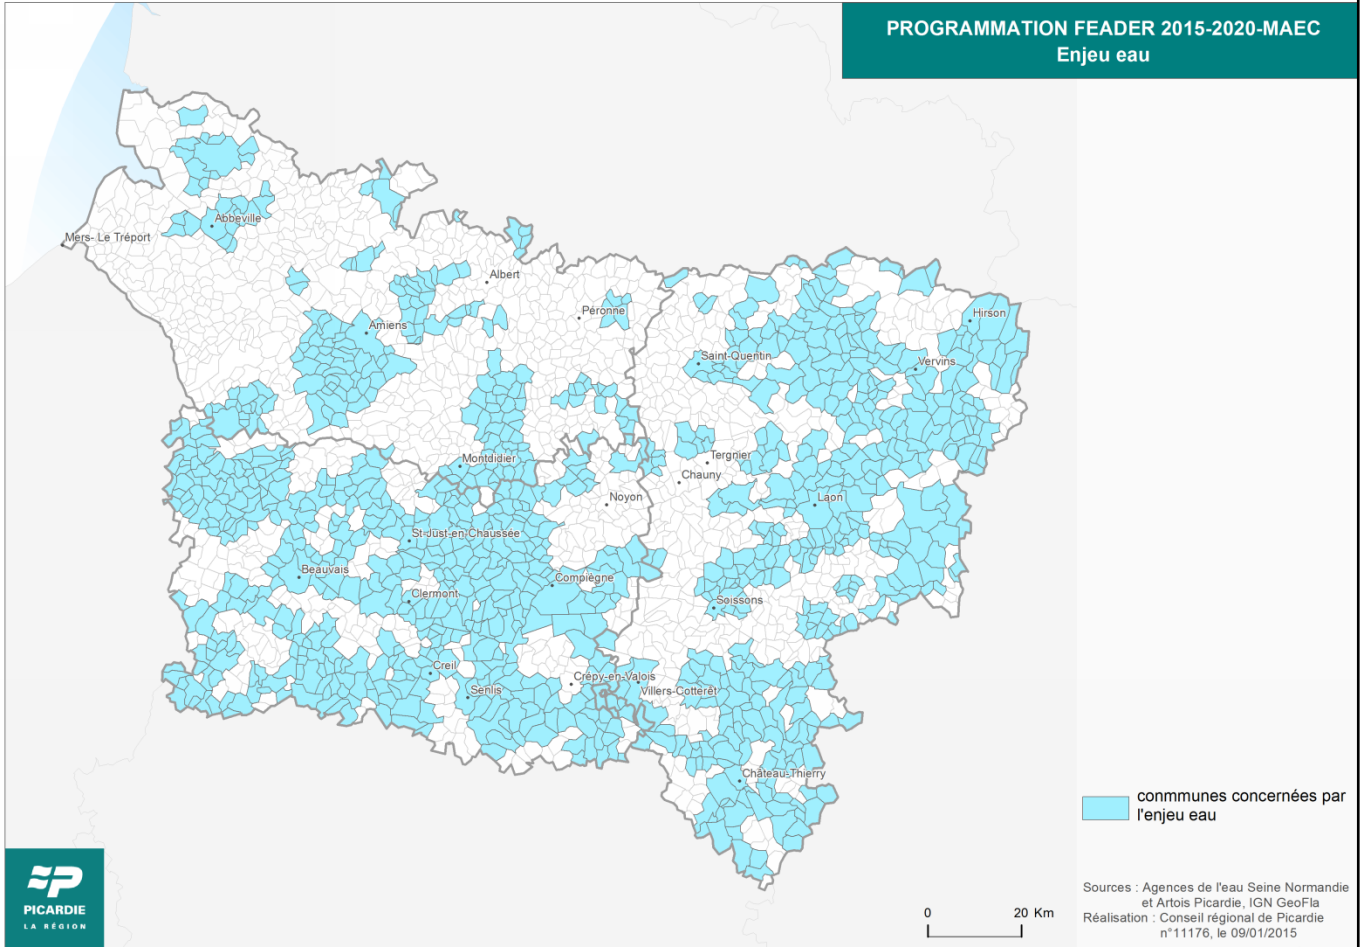 PROGRAMMATION FEADER 2015-2020-MAEC
Enjeu eau
Abbeville
Mers- Le Tréport
Albert
Péronne
Hirson
Amiens
Saint-Quentin
Vervins
Montdidier
Tergnier
Chauny
Noyon
Laon
St-Just-en-Chaussée
Beauvais
Compiègne
Clermont
Soissons
Creil
Crépy-en-Valois
Senlis
Villers-Cotterêt
Château-Thierry
conmmunes concernées par
l'enjeu eau
PICARDIE
LA RÉGION
0 20 Km
Sources : Agences de l'eau Seine Normandie
et Artois Picardie, IGN GeoFla
Réalisation : Conseil régional de Picardie
n°11176, le 09/01/2015